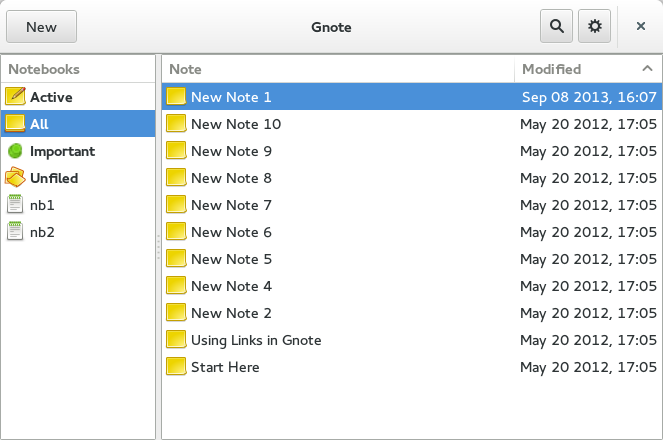 New Gnote
Notebooks Note Modified
Active New Note 1 Sep 08 2013, 16:07
All New Note 10 May 20 2012, 17:05
Important New Note 9 May 20 2012, 17:05
Unfiled New Note 8 May 20 2012, 17:05
nb1 New Note 7 May 20 2012, 17:05
nb2 New Note 6 May 20 2012, 17:05
New Note 5 May 20 2012, 17:05
New Note 4 May 20 2012, 17:05
New Note 2 May 20 2012, 17:05
Using Links in Gnote May 20 2012, 17:05
Start Here May 20 2012, 17:05